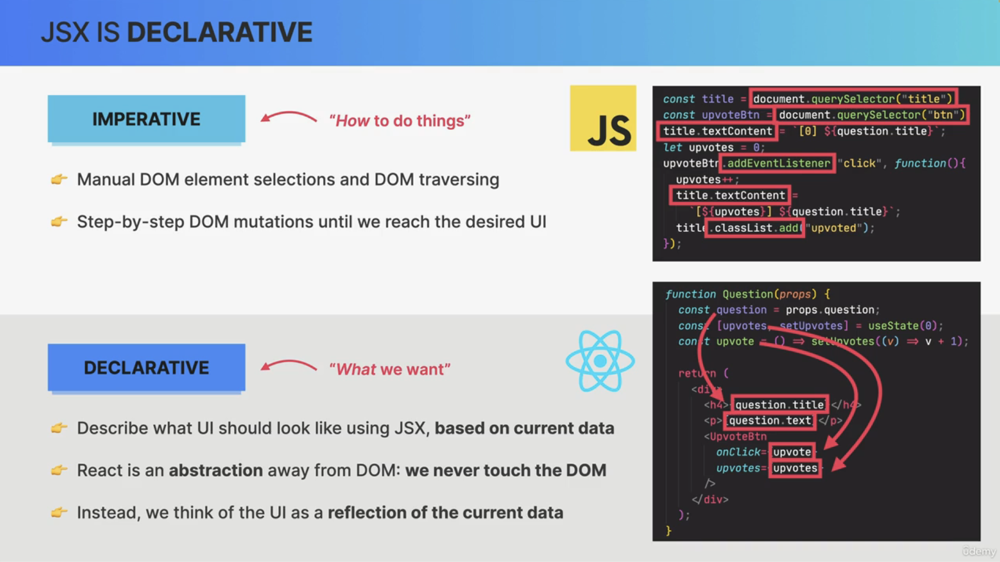 JSX IS DECLARATIVE
IMPERATIVE
“How to do things”
👉 Manual DOM element selections and DOM traversing
👉 Step-by-step DOM mutations until we reach the desired UI
JS
const title = document.querySelector("title")
const upvoteBtn = document.querySelector("btn")
title.textContent = `[0] ${question.title}`;
let upvotes = 0;
upvoteBtn.addEventListener "click", function(){
upvotes++;
title.textContent =
`[${upvotes}] ${question.title}`;
title.classList.add("upvoted");
});
DECLARATIVE
“What we want”
👉 Describe what UI should look like using JSX, based on current data
👉 React is an abstraction away from DOM: we never touch the DOM
👉 Instead, we think of the UI as a reflection of the current data
function Question(props) {
const question = props.question;
const [upvotes, setUpvotes] = useState(0);
const upvote = () => setUpvotes((v) => v + 1);
return (
<div>
<h4> question.title </h4>
<p>{question.text </p>
<UpvoteBtn
onClick={upvote
upvotes={upvotes
/>
</div>
);
}
ûdemy